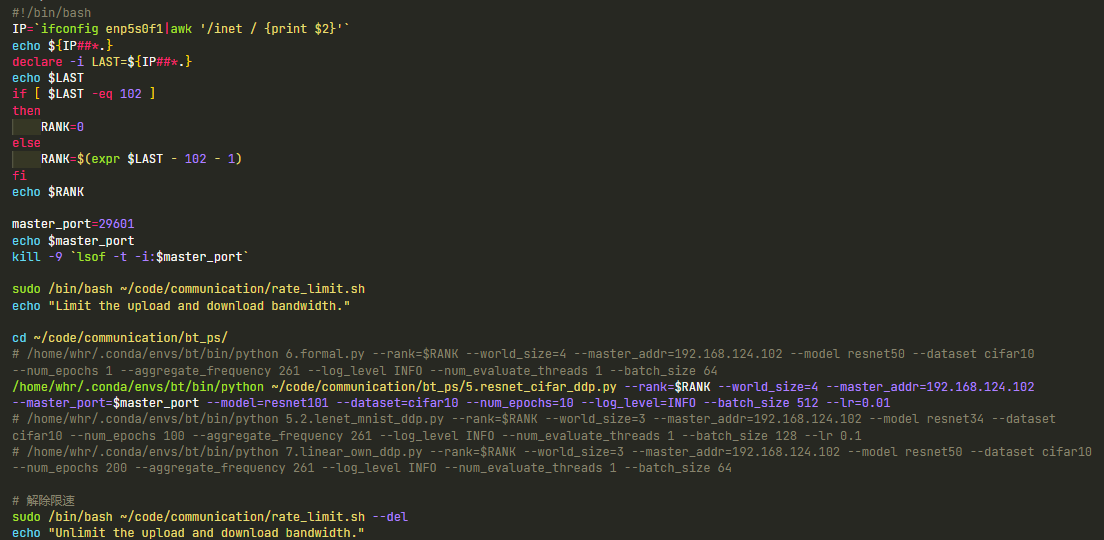 #!/bin/bash
IP=`ifconfig enp5s0f1|awk '/inet / {print $2}'`
echo ${IP##*.}
declare -i LAST=${IP##*.}
echo $LAST
if [ $LAST -eq 102 ]
then
    RANK=0
else
    RANK=$(expr $LAST - 102 - 1)
fi
echo $RANK

master_port=29601
echo $master_port
kill -9 `lsof -t -i:$master_port`

sudo /bin/bash ~/code/communication/rate_limit.sh
echo "Limit the upload and download bandwidth."

cd ~/code/communication/bt_ps/
# /home/whr/.conda/envs/bt/bin/python 6.formal.py --rank=$RANK --world_size=4 --master_addr=192.168.124.102 --model resnet50 --dataset cifar10
--num_epochs 1 --aggregate_frequency 261 --log_level INFO --num_evaluate_threads 1 --batch_size 64
/home/whr/.conda/envs/bt/bin/python ~/code/communication/bt_ps/5.resnet_cifar_ddp.py --rank=$RANK --world_size=4 --master_addr=192.168.124.102
--master_port=$master_port --model=resnet101 --dataset=cifar10 --num_epochs=10 --log_level=INFO --batch_size 512 --lr=0.01
# /home/whr/.conda/envs/bt/bin/python 5.2.lenet_mnist_ddp.py --rank=$RANK --world_size=3 --master_addr=192.168.124.102 --model resnet34 --dataset
cifar10 --num_epochs 100 --aggregate_frequency 261 --log_level INFO --num_evaluate_threads 1 --batch_size 128 --lr 0.1
# /home/whr/.conda/envs/bt/bin/python 7.linear_own_ddp.py --rank=$RANK --world_size=3 --master_addr=192.168.124.102 --model resnet50 --dataset cifar10
--num_epochs 200 --aggregate_frequency 261 --log_level INFO --num_evaluate_threads 1 --batch_size 64

# 解除限速
sudo /bin/bash ~/code/communication/rate_limit.sh --del
echo "Unlimit the upload and download bandwidth."